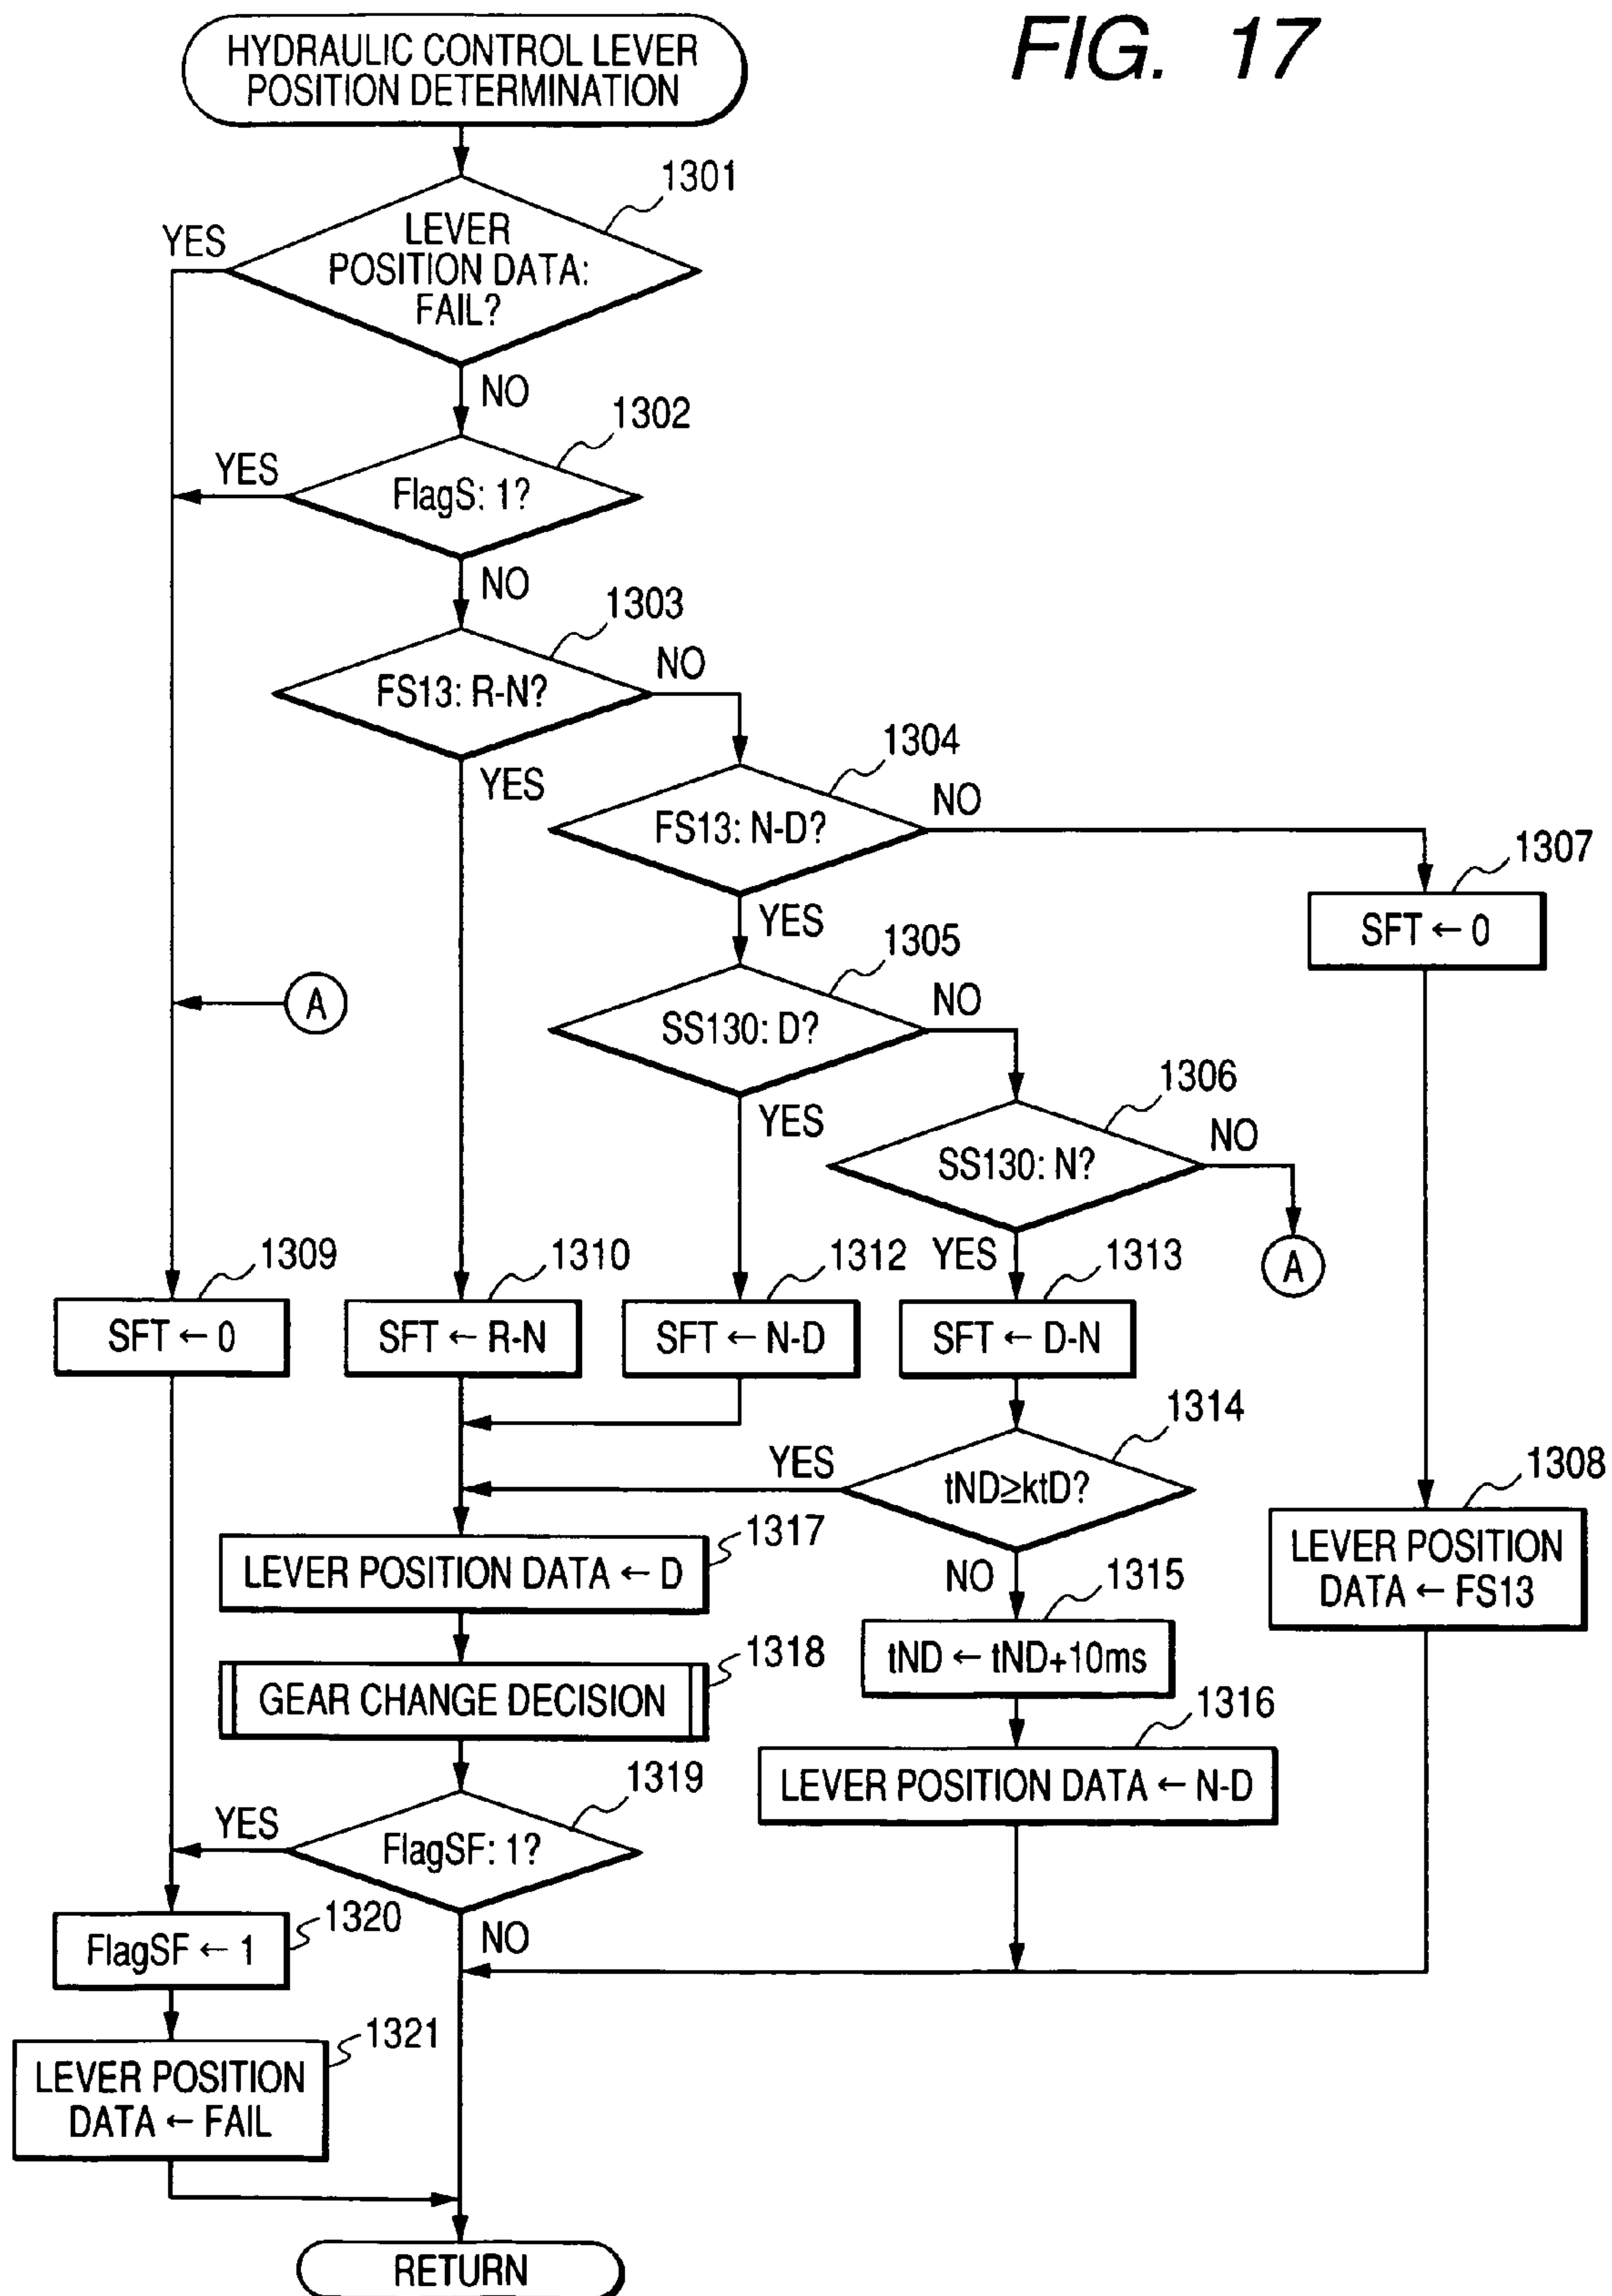 FIG. 17
HYDRAULIC CONTROL LEVER
POSITION DETERMINATION
1301
LEVER
POSITION DATA:
FAIL?
YES
NO
1302
FlagS: 1?
YES
NO
1303
FS13: R-N?
NO
YES
1304
FS13: N-D?
NO
YES
1307
SFT ← 0
1305
SS130: D?
NO
YES
A
1306
SS130: N?
NO
YES
A
1309
SFT ← 0
1310
SFT ← R-N
1312
SFT ← N-D
1313
SFT ← D-N
1314
tND≥ktD?
YES
NO
1308
LEVER POSITION
DATA ← FS13
1317
LEVER POSITION DATA ← D
1315
tND ← tND+10ms
1318
GEAR CHANGE DECISION
1316
LEVER POSITION DATA ← N-D
1319
FlagSF: 1?
YES
NO
1320
FlagSF ← 1
1321
LEVER POSITION
DATA ← FAIL
RETURN